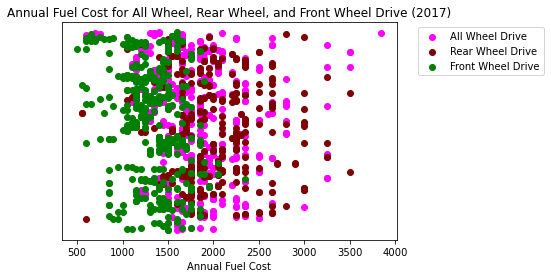 Annual Fuel Cost for All Wheel, Rear Wheel, and Front Wheel Drive (2017)
All Wheel Drive
Rear Wheel Drive
Front Wheel Drive
500 1000 1500 2000 2500 3000 3500 4000
Annual Fuel Cost